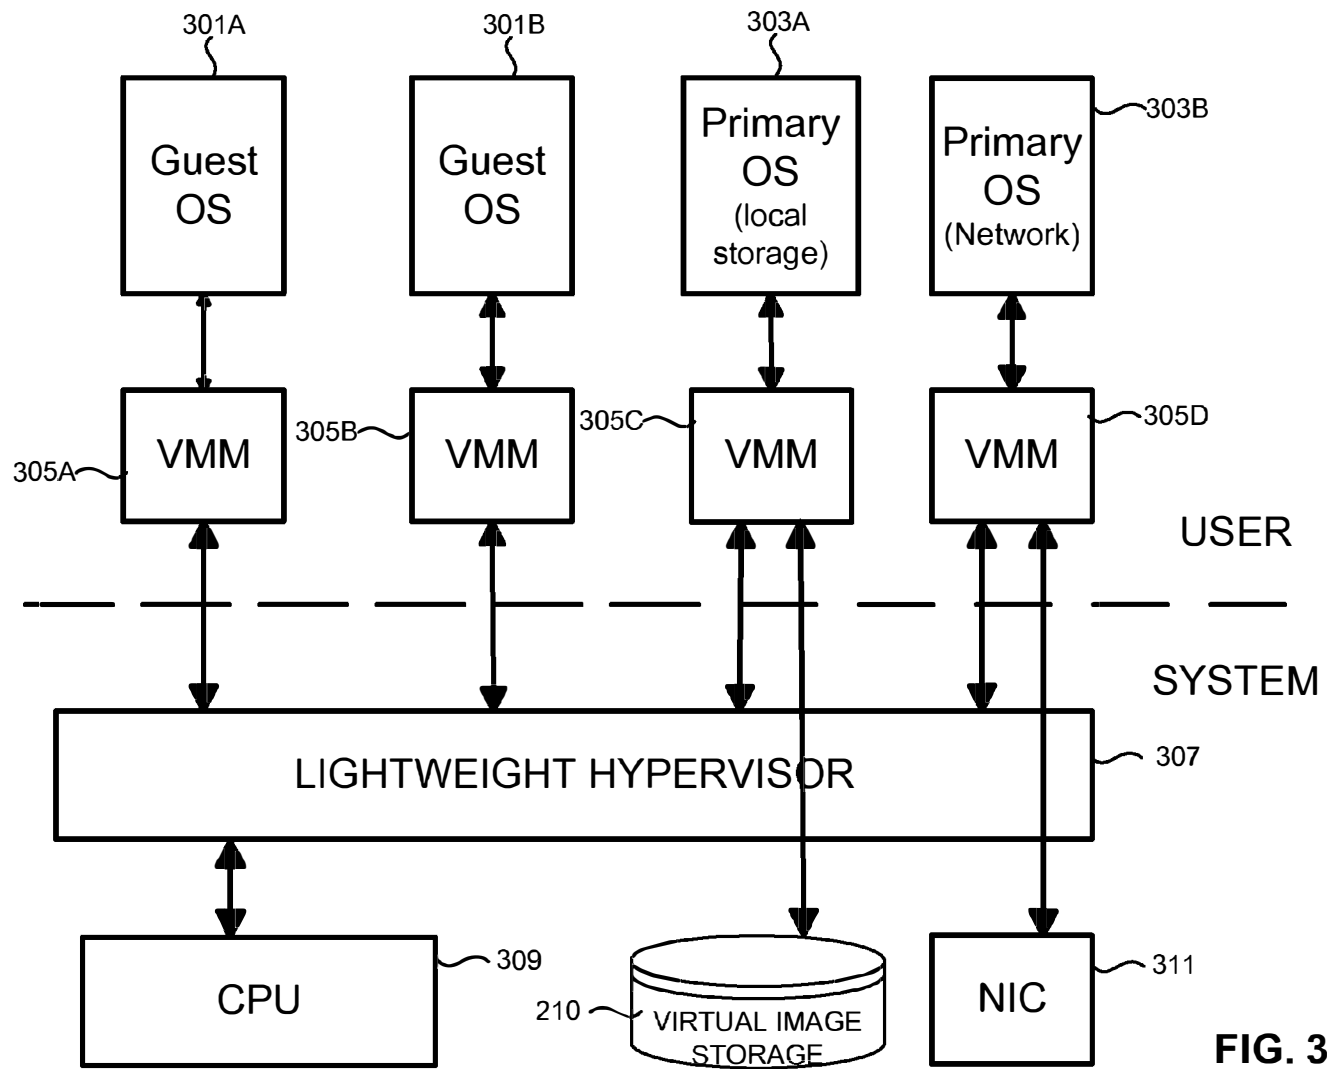 301A
301B
303A
303B
Guest
OS
Guest
OS
Primary
OS
(local
storage)
Primary
OS
(Network)
305A
VMM
305B
VMM
305C
VMM
305D
VMM
USER
SYSTEM
LIGHTWEIGHT HYPERVISOR
307
CPU
309
210
VIRTUAL IMAGE
STORAGE
NIC
311
FIG. 3